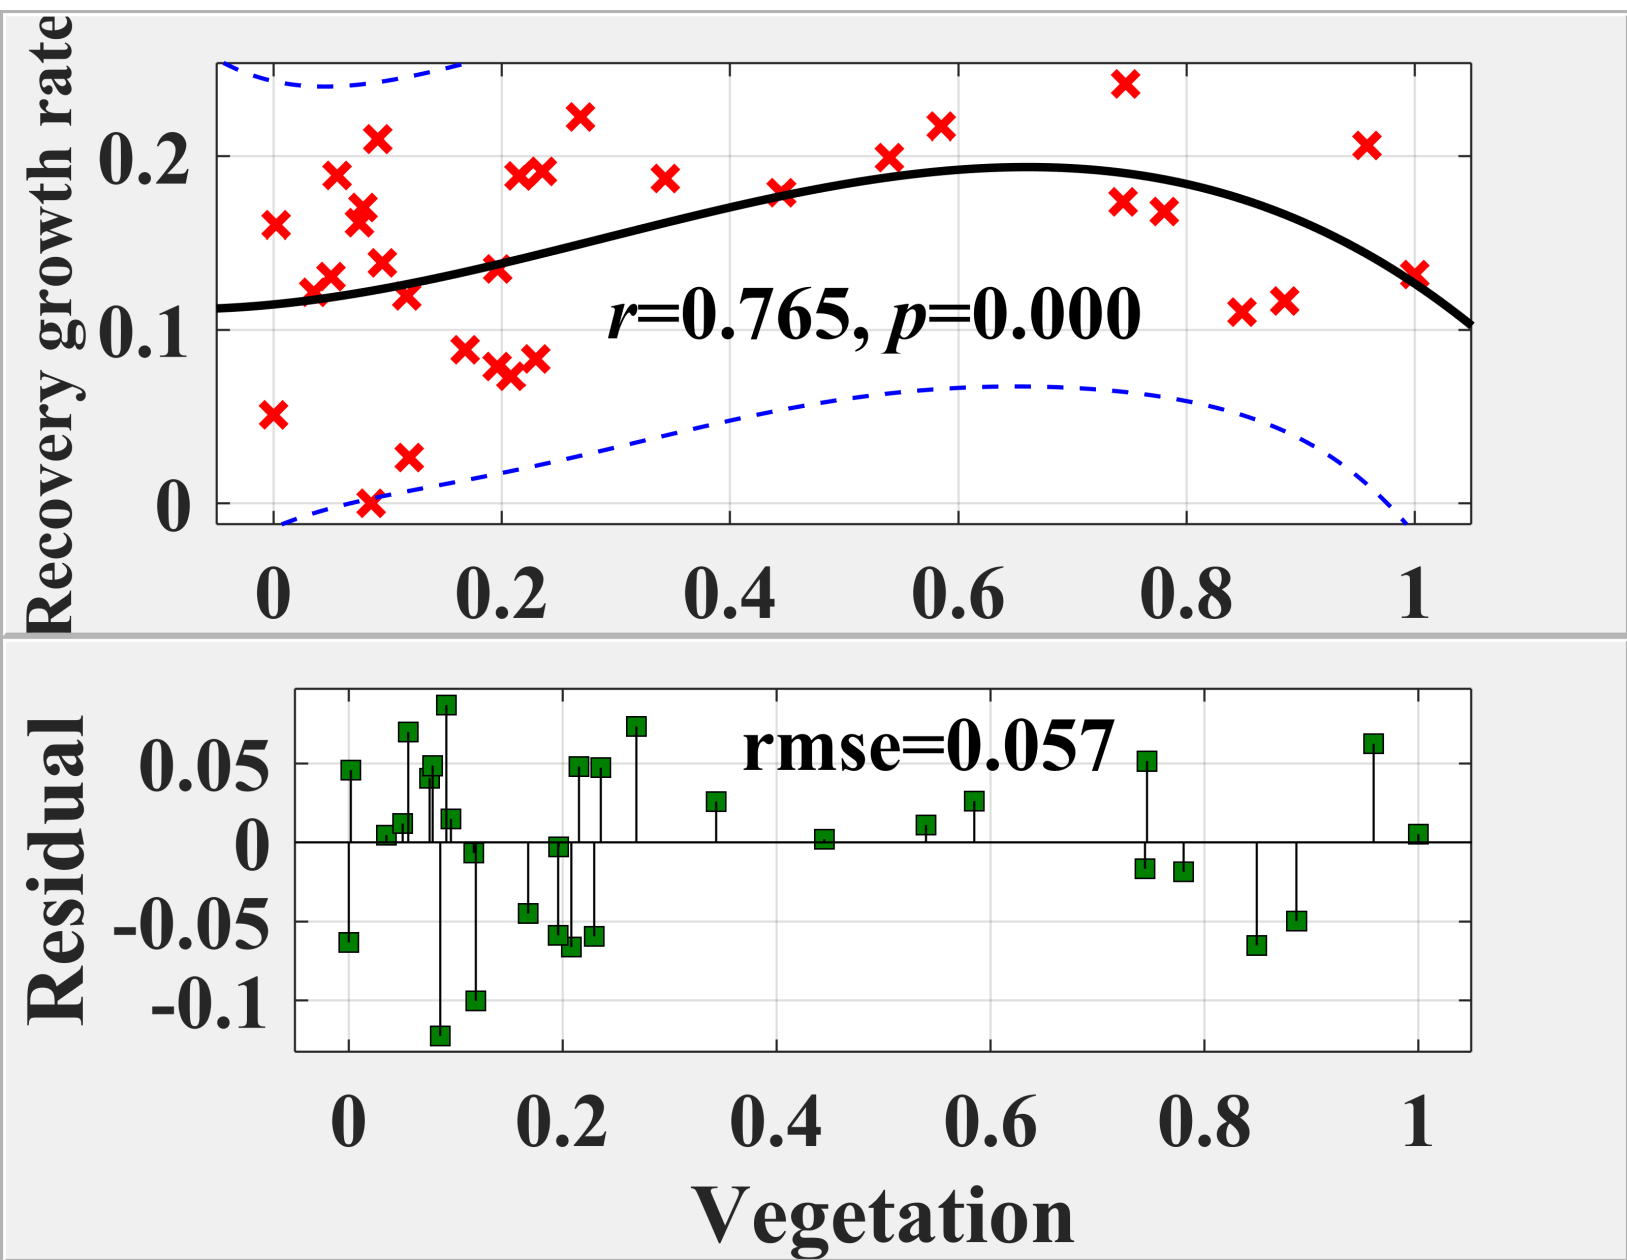 Recovery growth rate
0.2
0.1
0
r=0.765, p=0.000
0 0.2 0.4 0.6 0.8 1
Residual
0.05
0
-0.05
-0.1
rmse=0.057
0 0.2 0.4 0.6 0.8 1
Vegetation